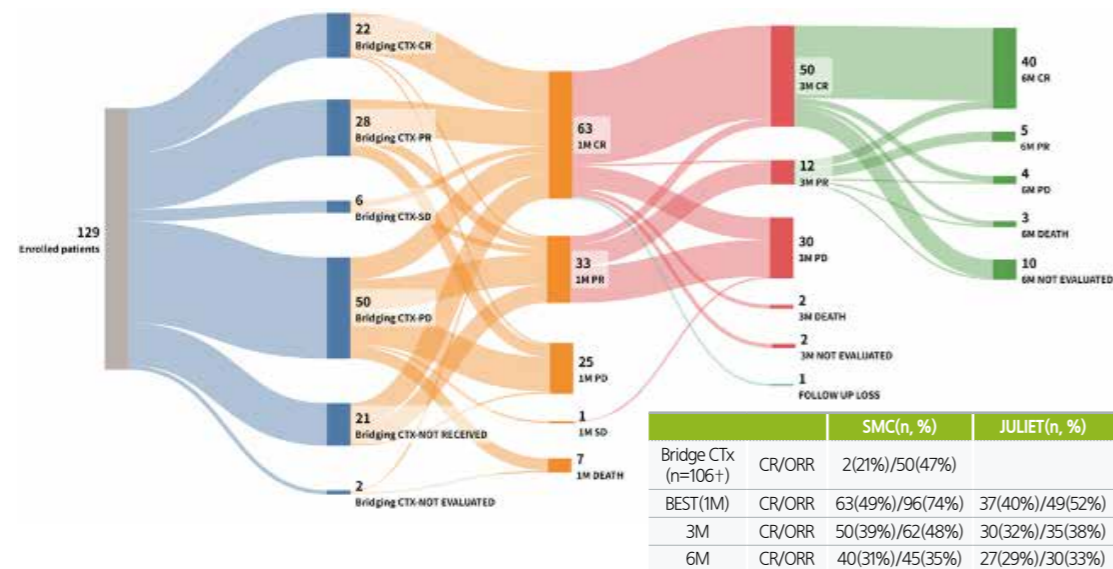 129
Enrolled patients
22
Bridging CTX-CR
28
Bridging CTX-PR
6
Bridging CTX-SD
50
Bridging CTX-PD
21
Bridging CTX-NOT RECEIVED
2
Bridging CTX-NOT EVALUATED
63
1M CR
33
1M PR
25
1M PD
1
1M SD
7
1M DEATH
50
3M CR
12
3M PR
30
3M PD
2
3M DEATH
2
3M NOT EVALUATED
1
FOLLOW UP LOSS
40
6M CR
5
6M PR
4
6M PD
3
6M DEATH
10
6M NOT EVALUATED
SMC(n, %) JULIET(n, %)
Bridge CTx
(n=106+) CR/ORR 2(21%)/50(47%)
BEST(1M) CR/ORR 63(49%)/96(74%) 37(40%)/49(52%)
3M CR/ORR 50(39%)/62(48%) 30(32%)/35(38%)
6M CR/ORR 40(31%)/45(35%) 27(29%)/30(33%)